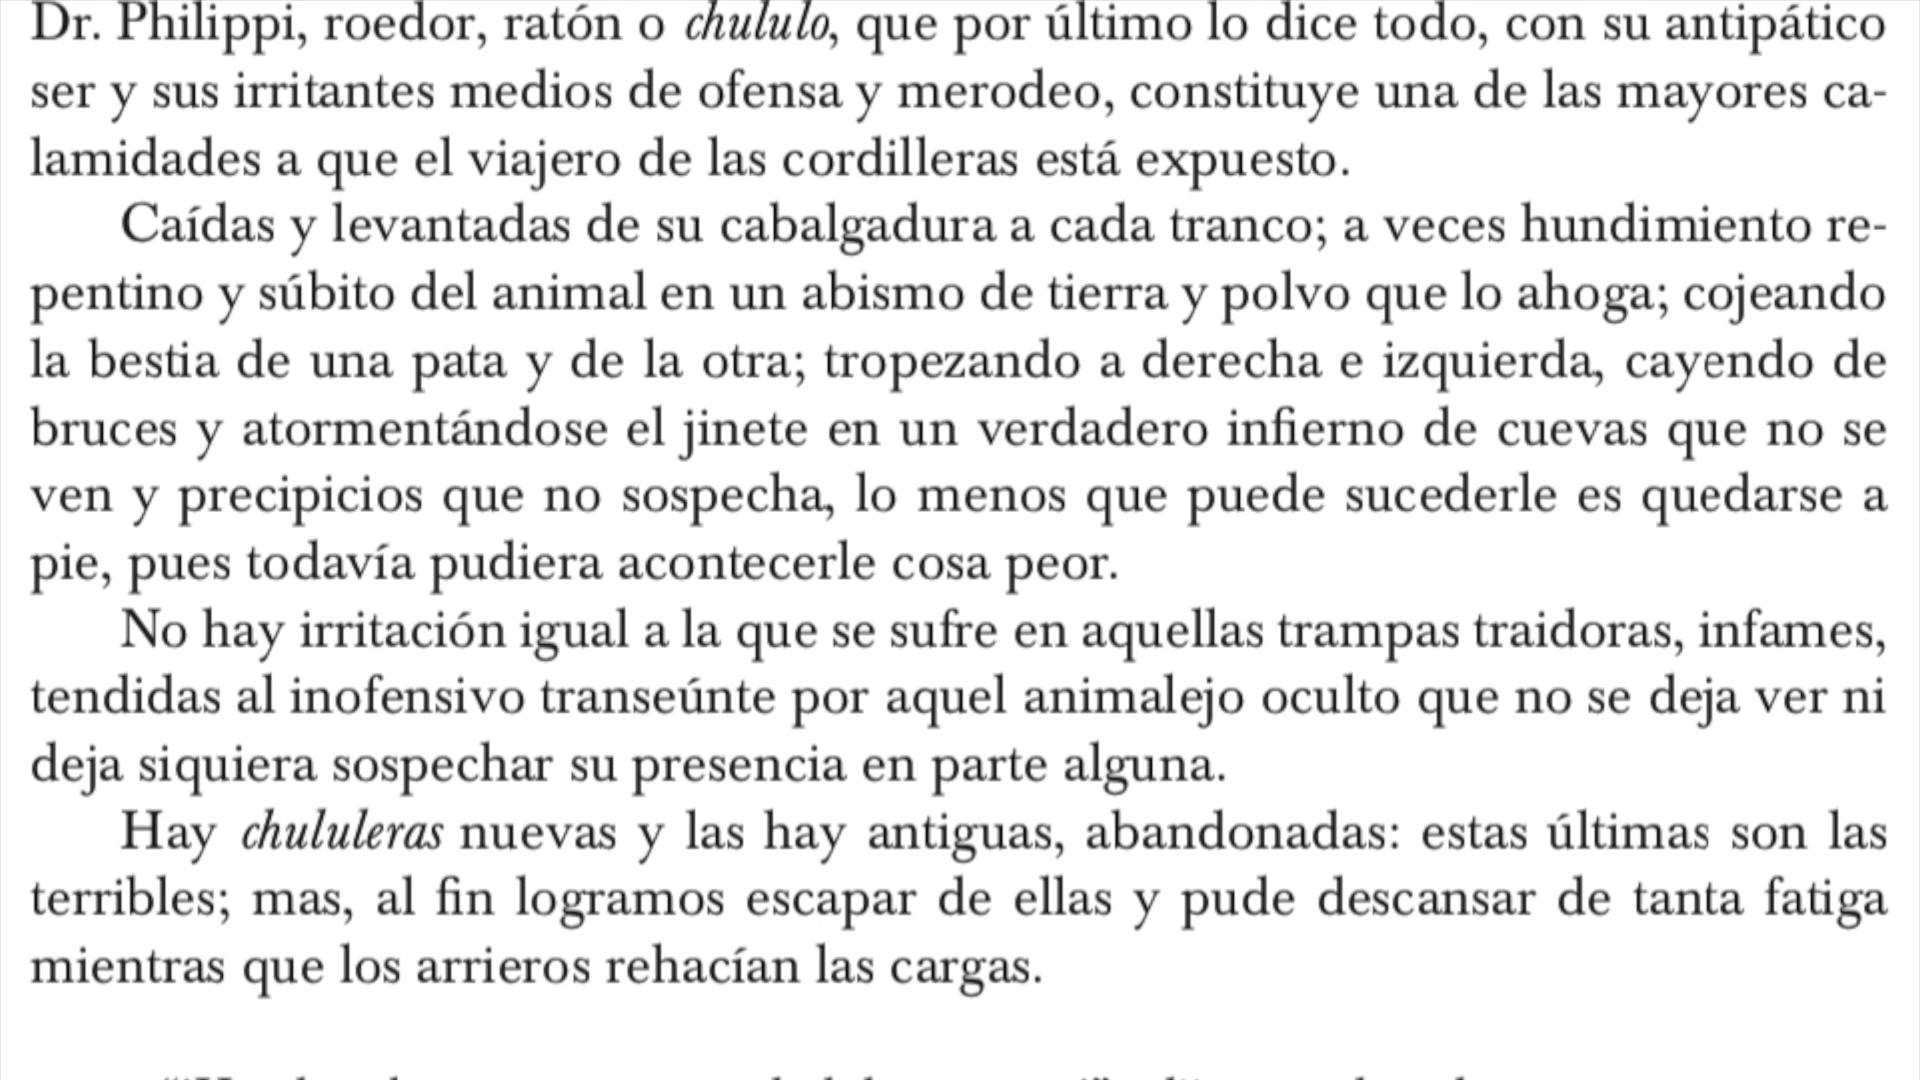 Dr. Philippi, roedor, ratón o chululo, que por último lo dice todo, con su antipático
ser y sus irritantes medios de ofensa y merodeo, constituye una de las mayores ca-
lamidades a que el viajero de las cordilleras está expuesto.
Caídas y levantadas de su cabalgadura a cada tranco; a veces hundimiento re-
pentino y súbito del animal en un abismo de tierra y polvo que lo ahoga; cojeando
la bestia de una pata y de la otra; tropezando a derecha e izquierda, cayendo de
bruces y atormentándose el jinete en un verdadero infierno de cuevas que no se
ven y precipicios que no sospecha, lo menos que puede sucederle es quedarse a
pie, pues todavía pudiera acontecerle cosa peor.
No hay irritación igual a la que se sufre en aquellas trampas traidoras, infames,
tendidas al inofensivo transeúnte por aquel animalejo oculto que no se deja ver ni
deja siquiera sospechar su presencia en parte alguna.
Hay chululeras nuevas y las hay antiguas, abandonadas: estas últimas son las
terribles; mas, al fin logramos escapar de ellas y pude descansar de tanta fatiga
mientras que los arrieros rehacían las cargas.